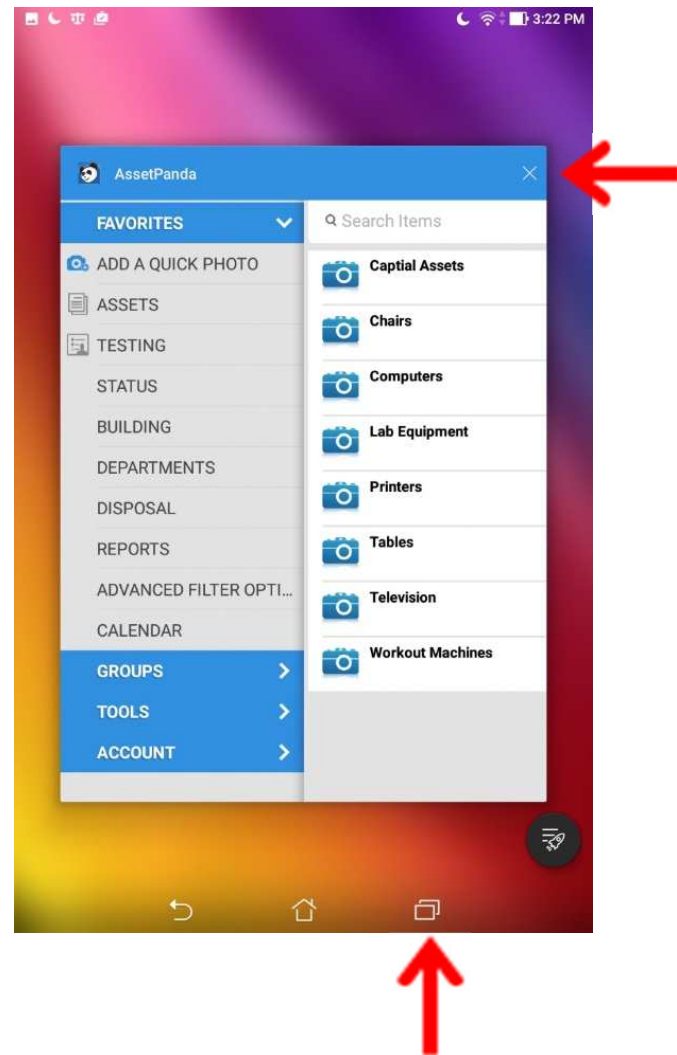 3:22 PM
AssetPanda
FAVORITES
ADD A QUICK PHOTO
ASSETS
TESTING
STATUS
BUILDING
DEPARTMENTS
DISPOSAL
REPORTS
ADVANCED FILTER OPTI...
CALENDAR
GROUPS
TOOLS
ACCOUNT
Search Items
Captial Assets
Chairs
Computers
Lab Equipment
Printers
Tables
Television
Workout Machines